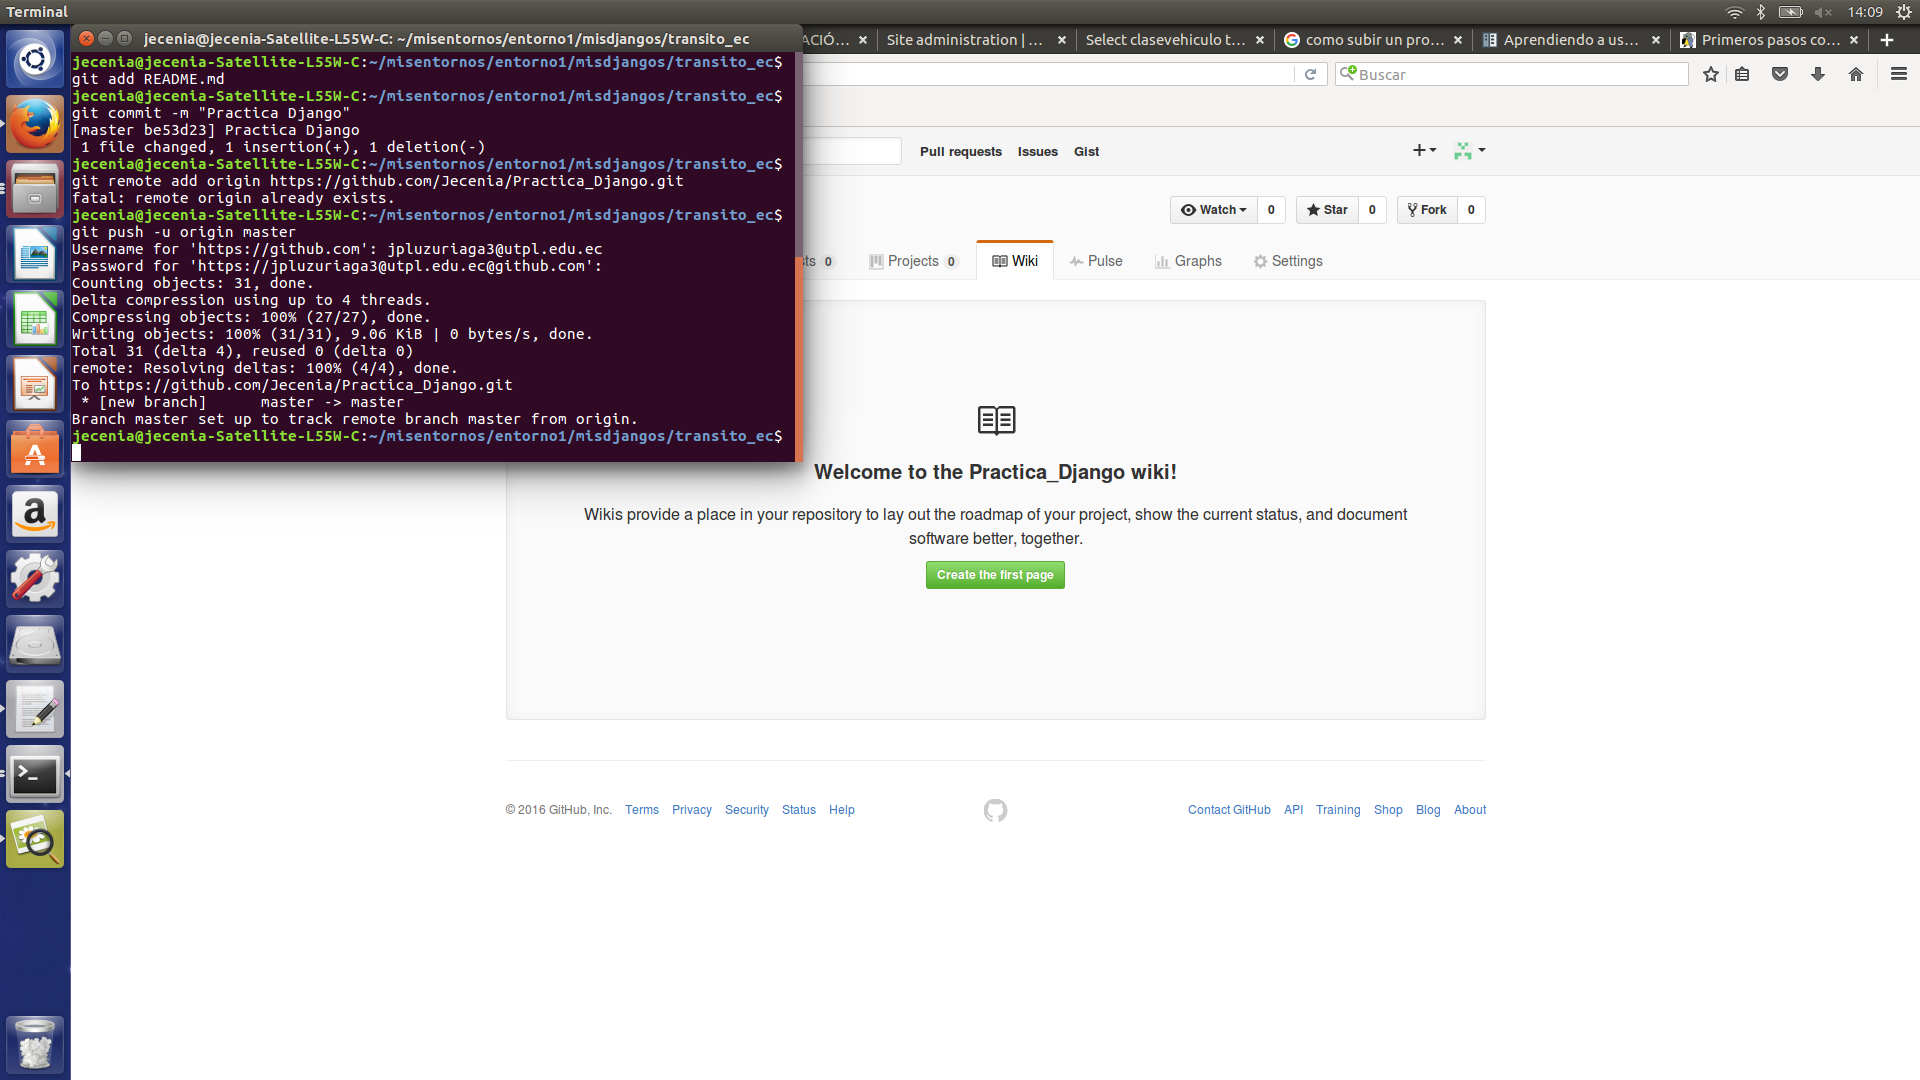 Terminal
14:09
jecenia@jecenia-Satellite-L55W-C: ~/misentornos/entorno1/misdjangos/transito_ec
jecenia@jecenia-Satellite-L55W-C:~/misentornos/entorno1/misdjangos/transito_ec$
git add README.md
jecenia@jecenia-Satellite-L55W-C:~/misentornos/entorno1/misdjangos/transito_ec$
git commit -m "Practica Django"
[master be53d23] Practica Django
1 file changed, 1 insertion(+), 1 deletion(-)
jecenia@jecenia-Satellite-L55W-C:~/misentornos/entorno1/misdjangos/transito_ec$
git remote add origin https://github.com/Jecenia/Practica_Django.git
fatal: remote origin already exists.
jecenia@jecenia-Satellite-L55W-C:~/misentornos/entorno1/misdjangos/transito_ec$
git push -u origin master
Username for 'https://github.com': jpluzuriaga3@utpl.edu.ec
Password for 'https://jpluzuriaga3@utpl.edu.ec@github.com':
Counting objects: 31, done.
Delta compression using up to 4 threads.
Compressing objects: 100% (27/27), done.
Writing objects: 100% (31/31), 9.06 KiB | 0 bytes/s, done.
Total 31 (delta 4), reused 0 (delta 0)
remote: Resolving deltas: 100% (4/4), done.
To https://github.com/Jecenia/Practica_Django.git
* [new branch]      master -> master
Branch master set up to track remote branch master from origin.
jecenia@jecenia-Satellite-L55W-C:~/misentornos/entorno1/misdjangos/transito_ec$
ACIÓ... Site administration | ... Select clasevehiculo t... como subir un pro... Aprendiendo a us... Primeros pasos co...
Buscar
Pull requests Issues Gist
Watch 0 Star 0 Fork 0
sts 0 Projects 0 Wiki Pulse Graphs Settings
Welcome to the Practica_Django wiki!
Wikis provide a place in your repository to lay out the roadmap of your project, show the current status, and document
software better, together.
Create the first page
© 2016 GitHub, Inc. Terms Privacy Security Status Help Contact GitHub API Training Shop Blog About